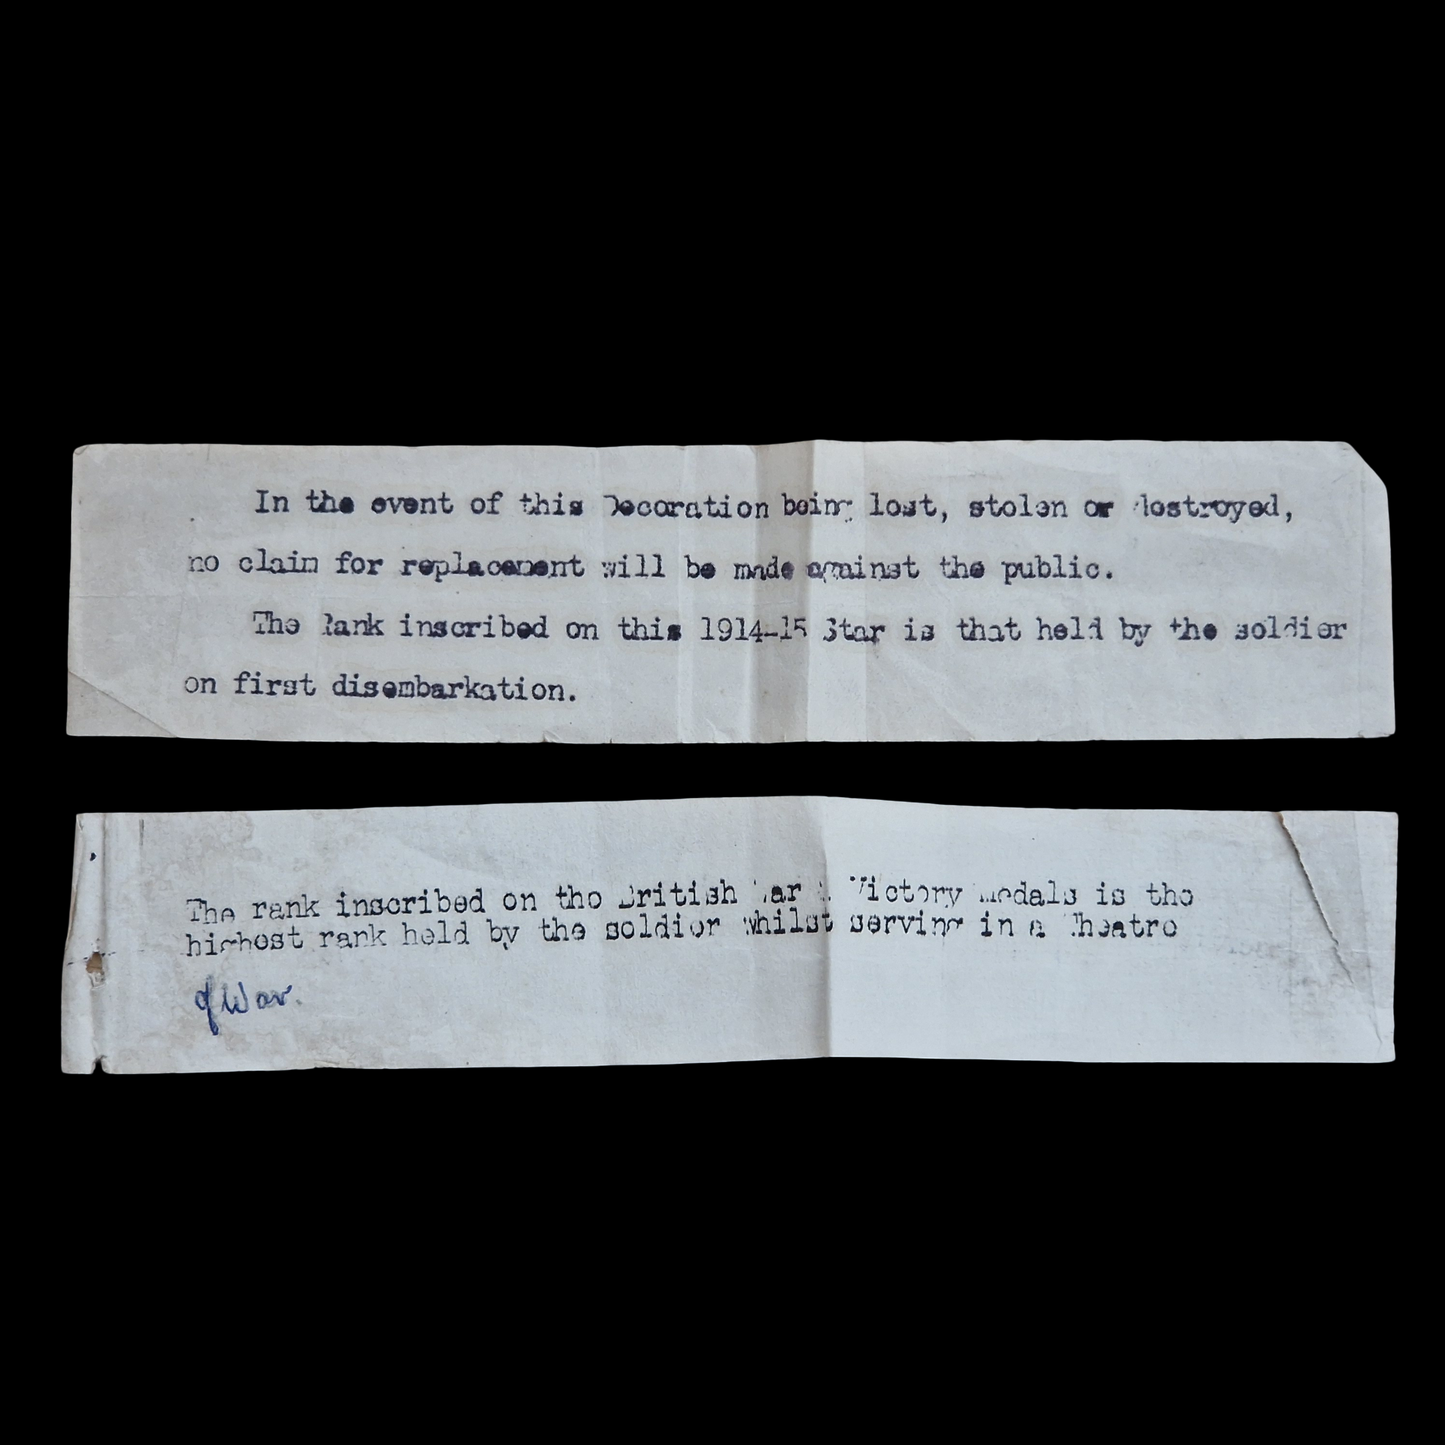 In the event of this Decoration being lost, stolen or destroyed,
no claim for replacement will be made against the public.
The Rank inscribed on this 1914-15 Star is that held by the soldier
on first disembarkation.
The rank inscribed on the British War & Victory Medals is the
highest rank held by the soldier whilst serving in a Theatre
of War.